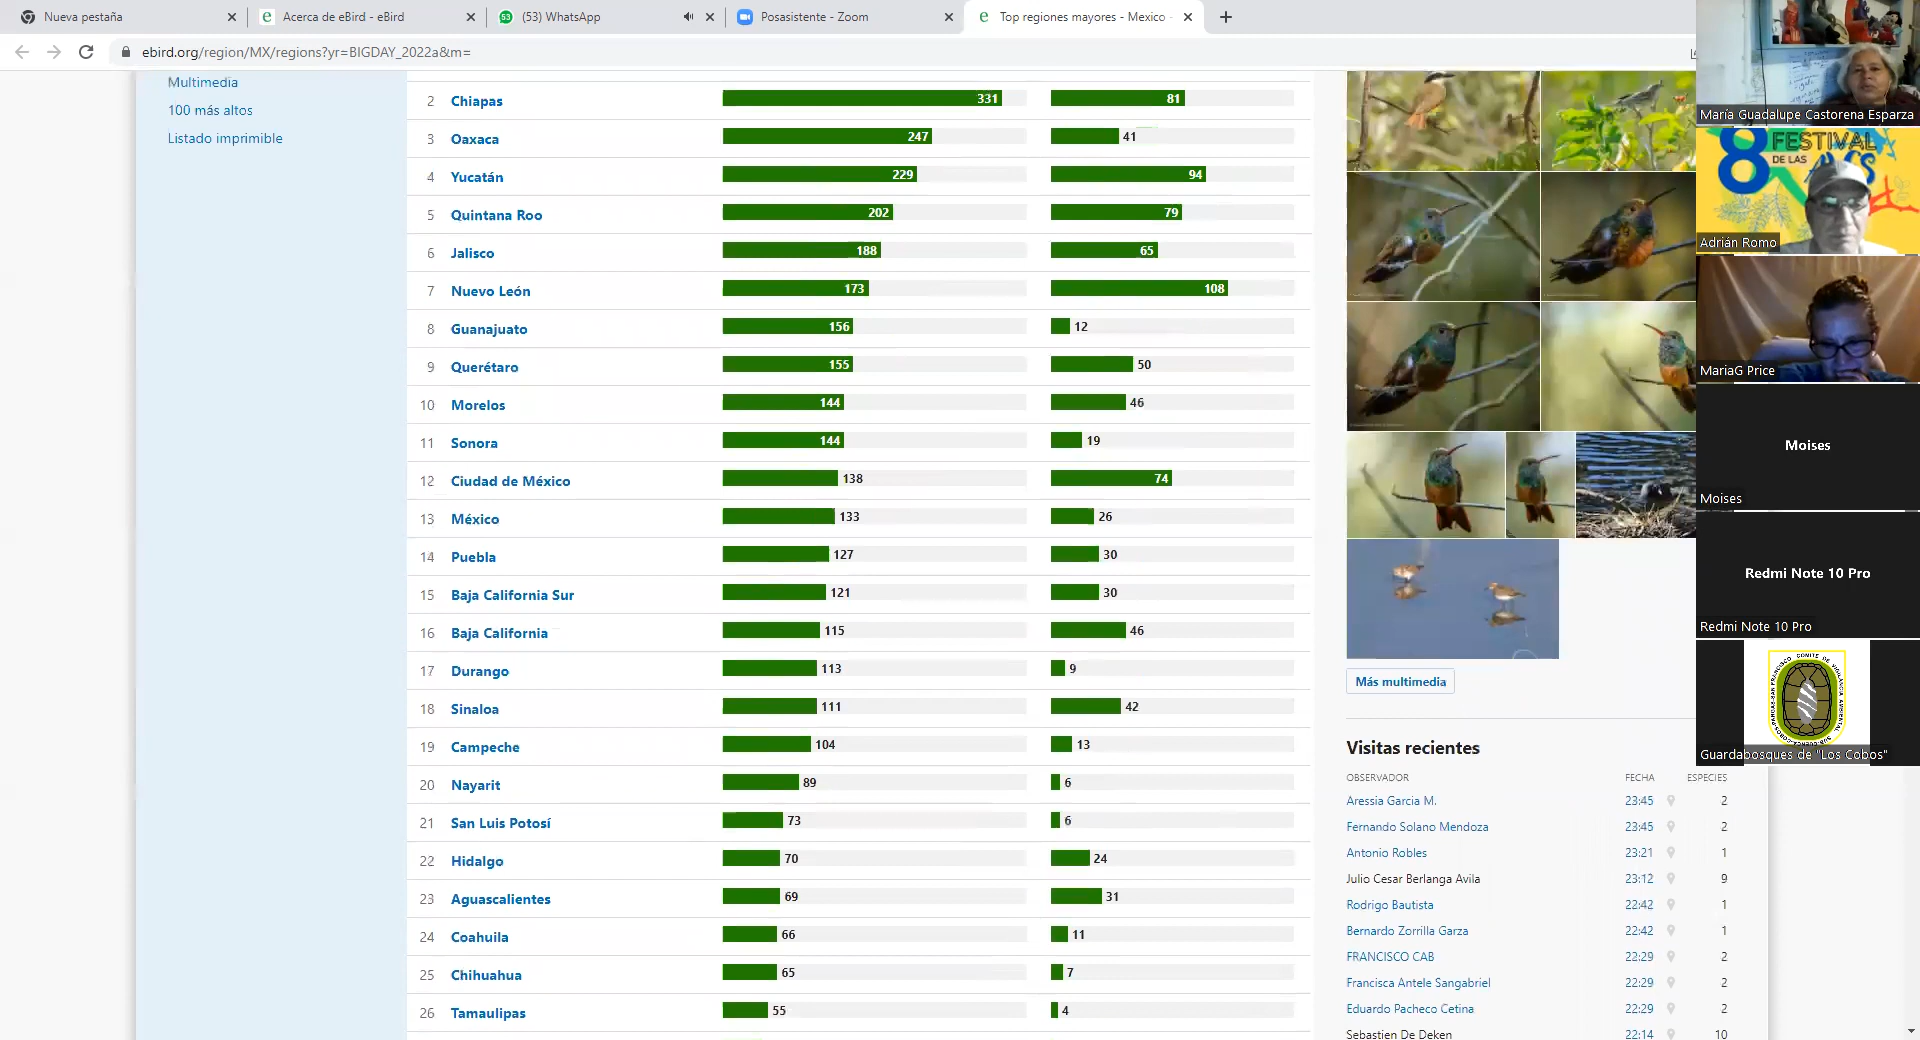 Nueva pestaña
Acerca de eBird - eBird
(53) WhatsApp
Posasistente - Zoom
Top regiones mayores - Mexico -
ebird.org/region/MX/regions?yr=BIGDAY_2022a&m=
Multimedia
100 más altos
Listado imprimible
2 Chiapas 331 81
3 Oaxaca 247 41
4 Yucatán 229 94
5 Quintana Roo 202 79
6 Jalisco 188 65
7 Nuevo León 173 108
8 Guanajuato 156 12
9 Querétaro 155 50
10 Morelos 144 46
11 Sonora 144 19
12 Ciudad de México 138 74
13 México 133 26
14 Puebla 127 30
15 Baja California Sur 121 30
16 Baja California 115 46
17 Durango 113 9
18 Sinaloa 111 42
19 Campeche 104 13
20 Nayarit 89 6
21 San Luis Potosí 73 6
22 Hidalgo 70 24
23 Aguascalientes 69 31
24 Coahuila 66 11
25 Chihuahua 65 7
26 Tamaulipas 55 4
Más multimedia
Visitas recientes
OBSERVADOR FECHA ESPECIES
Aressia Garcia M. 23:45 2
Fernando Solano Mendoza 23:45 2
Antonio Robles 23:21 1
Julio Cesar Berlanga Avila 23:12 9
Rodrigo Bautista 22:42 1
Bernardo Zorrilla Garza 22:42 1
FRANCISCO CAB 22:29 2
Francisca Antele Sangabriel 22:29 2
Eduardo Pacheco Cetina 22:29 2
Sebastien De Deken 22:14 10
María Guadalupe Castorena Esparza
8 FESTIVAL
DE LAS
Adrián Romo
MariaG Price
Moises
Moises
Redmi Note 10 Pro
Redmi Note 10 Pro
COMITE DE VIGILANCIA AMBIENTAL
Guardabosques de "Los Cobos"